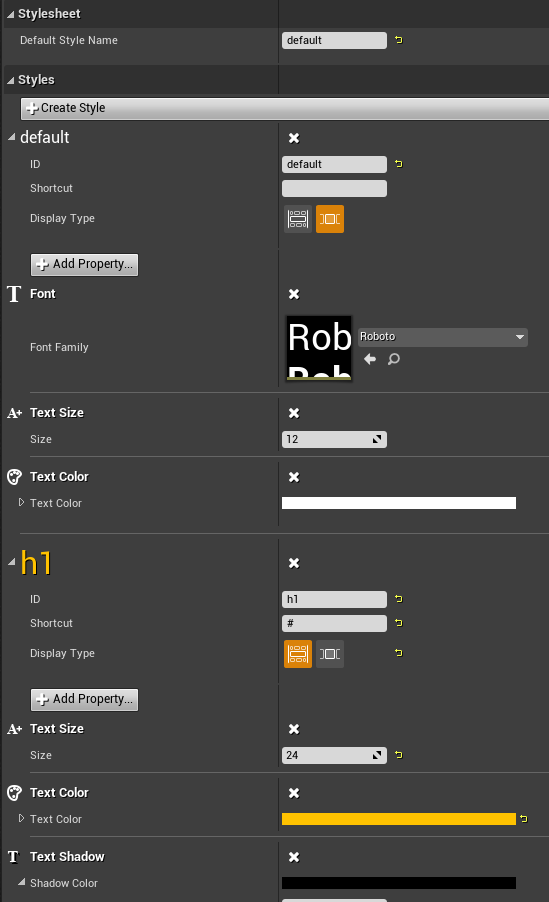 Stylesheet
Default Style Name default
Styles
Create Style
default
ID default
Shortcut
Display Type
Add Property...
Font
Font Family Rob Rob Roboto
Text Size
Size 12
Text Color
Text Color
h1
ID h1
Shortcut #
Display Type
Add Property...
Text Size
Size 24
Text Color
Text Color
Text Shadow
Shadow Color